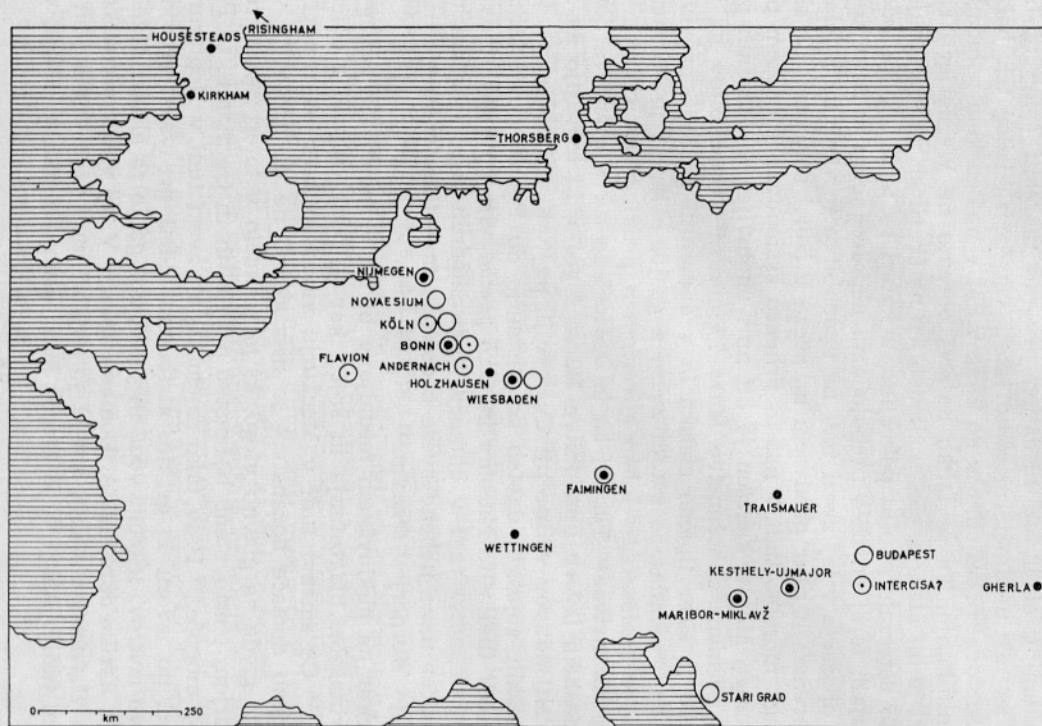 RISINGHAM
HOUSESTEADS
KIRKHAM
THORSBERG
NIJMEGEN
NOVAESIUM
KÖLN
BONN
FLAVION
ANDERNACH
HOLZHAUSEN
WIESBADEN
FAIMINGEN
TRAISMAUER
WETTINGEN
BUDAPEST
KESTHELY-UJMAJOR
INTERCISA?
GHERLA
MARIBOR-MIKLAVŽ
STARI GRAD
0 250
km